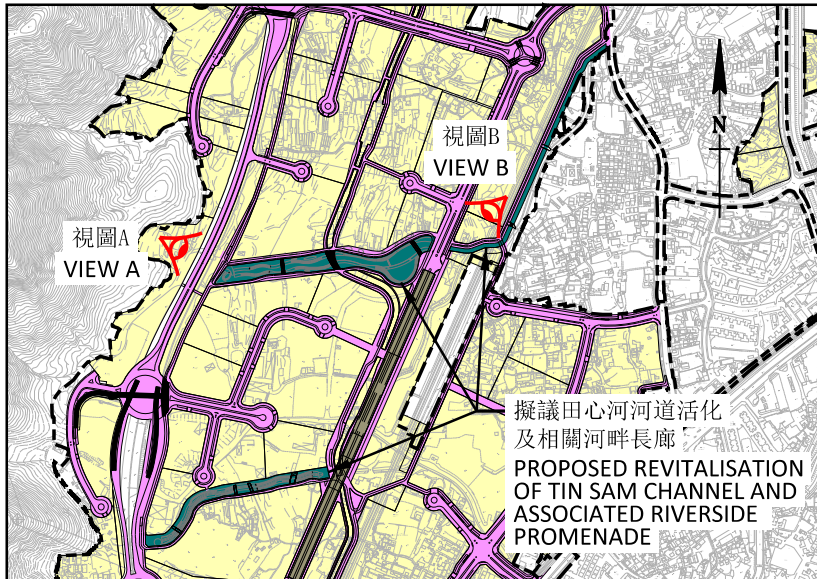 視圖B
VIEW B
N
視圖A
VIEW A
擬議田心河河道活化
及相關河畔長廊
PROPOSED REVITALISATION
OF TIN SAM CHANNEL AND
ASSOCIATED RIVERSIDE
PROMENADE